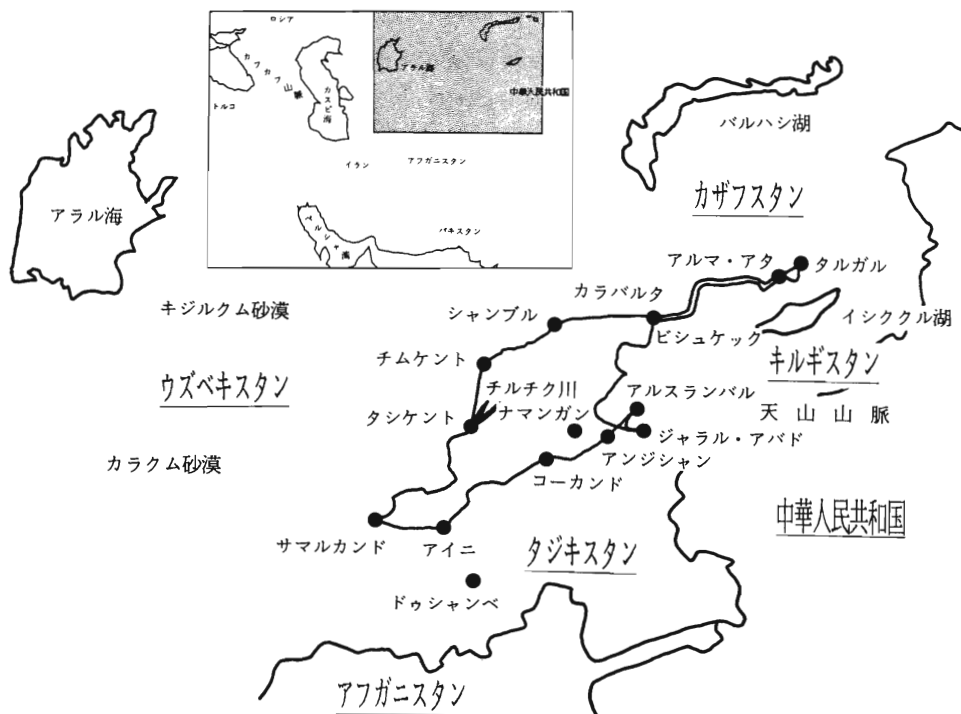 ロシア
カフカフ山脈
カスピ海
アラル海
中華人民共和国
トルコ
イラン
アフガニスタン
ペルシャ湾
パキスタン
バルハシ湖
アラル海
カザフスタン
アルマ・アタ
タルガル
カラバルタ
キジルクム砂漠
シャンブル
イシククル湖
ビシュケック
キルギスタン
チムケント
ウズベキスタン
チルチク川
アルスランバル
ナマンガン
天山山脈
タシケント
ジャラル・アバド
アンジシャン
カラクム砂漠
コーカンド
中華人民共和国
サマルカンド
アイニ
タジキスタン
ドゥシャンベ
アフガニスタン